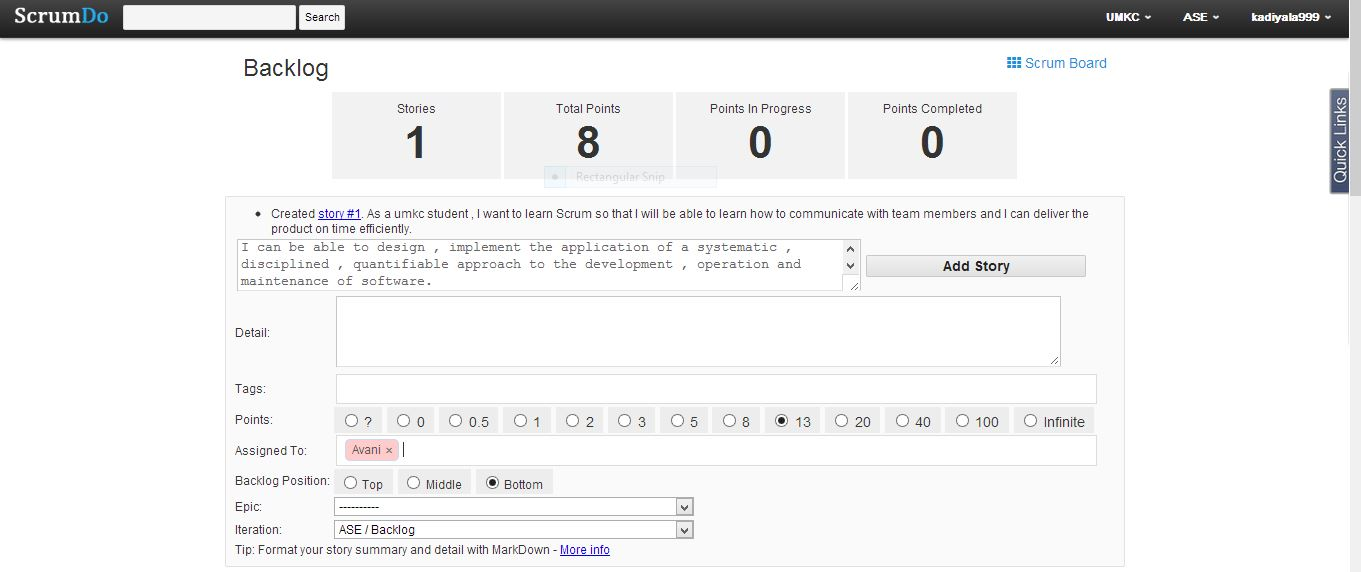 ScrumDo Search UMKC ASE kadiyala999
Backlog Scrum Board
Stories Total Points Points In Progress Points Completed
1 8 0 0
Quick Links
Rectangular Snip
Created story #1. As a umkc student , I want to learn Scrum so that I will be able to learn how to communicate with team members and I can deliver the
product on time efficiently.
I can be able to design , implement the application of a systematic ,
disciplined , quantifiable approach to the development , operation and
maintenance of software.
Add Story
Detail:
Tags:
Points: ? 0 0.5 1 2 3 5 8 13 20 40 100 Infinite
Assigned To: Avani ×
Backlog Position: Top Middle Bottom
Epic: ----------
Iteration: ASE / Backlog
Tip: Format your story summary and detail with MarkDown - More info